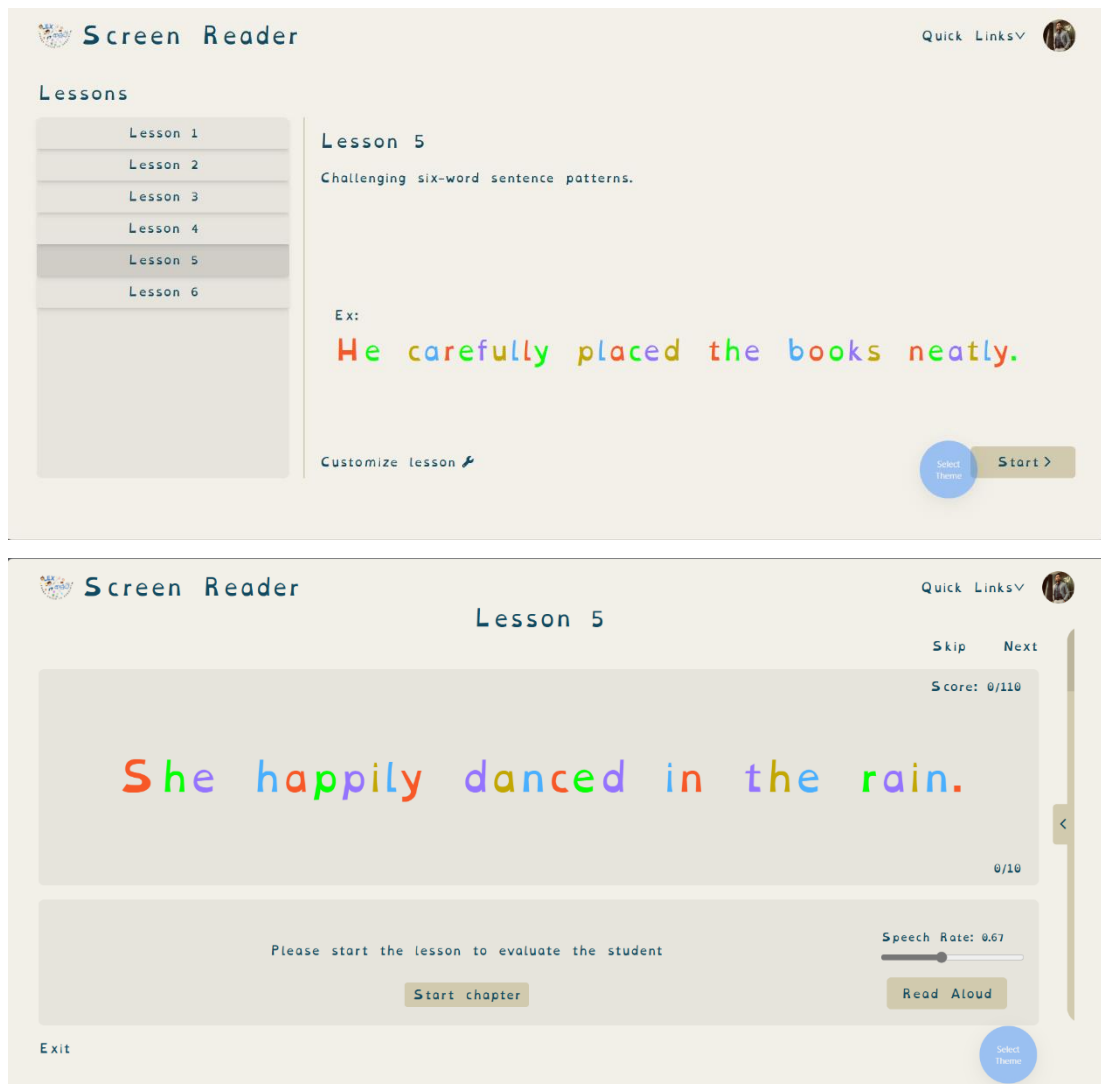 Screen Reader
Quick Links
Lessons
Lesson 1
Lesson 2
Lesson 3
Lesson 4
Lesson 5
Lesson 6
Lesson 5
Challenging six-word sentence patterns.
Ex:
He carefully placed the books neatly.
Customize lesson
Select
Theme
Start
Screen Reader
Quick Links
Lesson 5
Skip Next
Score: 0/110
She happily danced in the rain.
0/10
Please start the lesson to evaluate the student
Start chapter
Speech Rate: 0.67
Read Aloud
Exit
Select
Theme